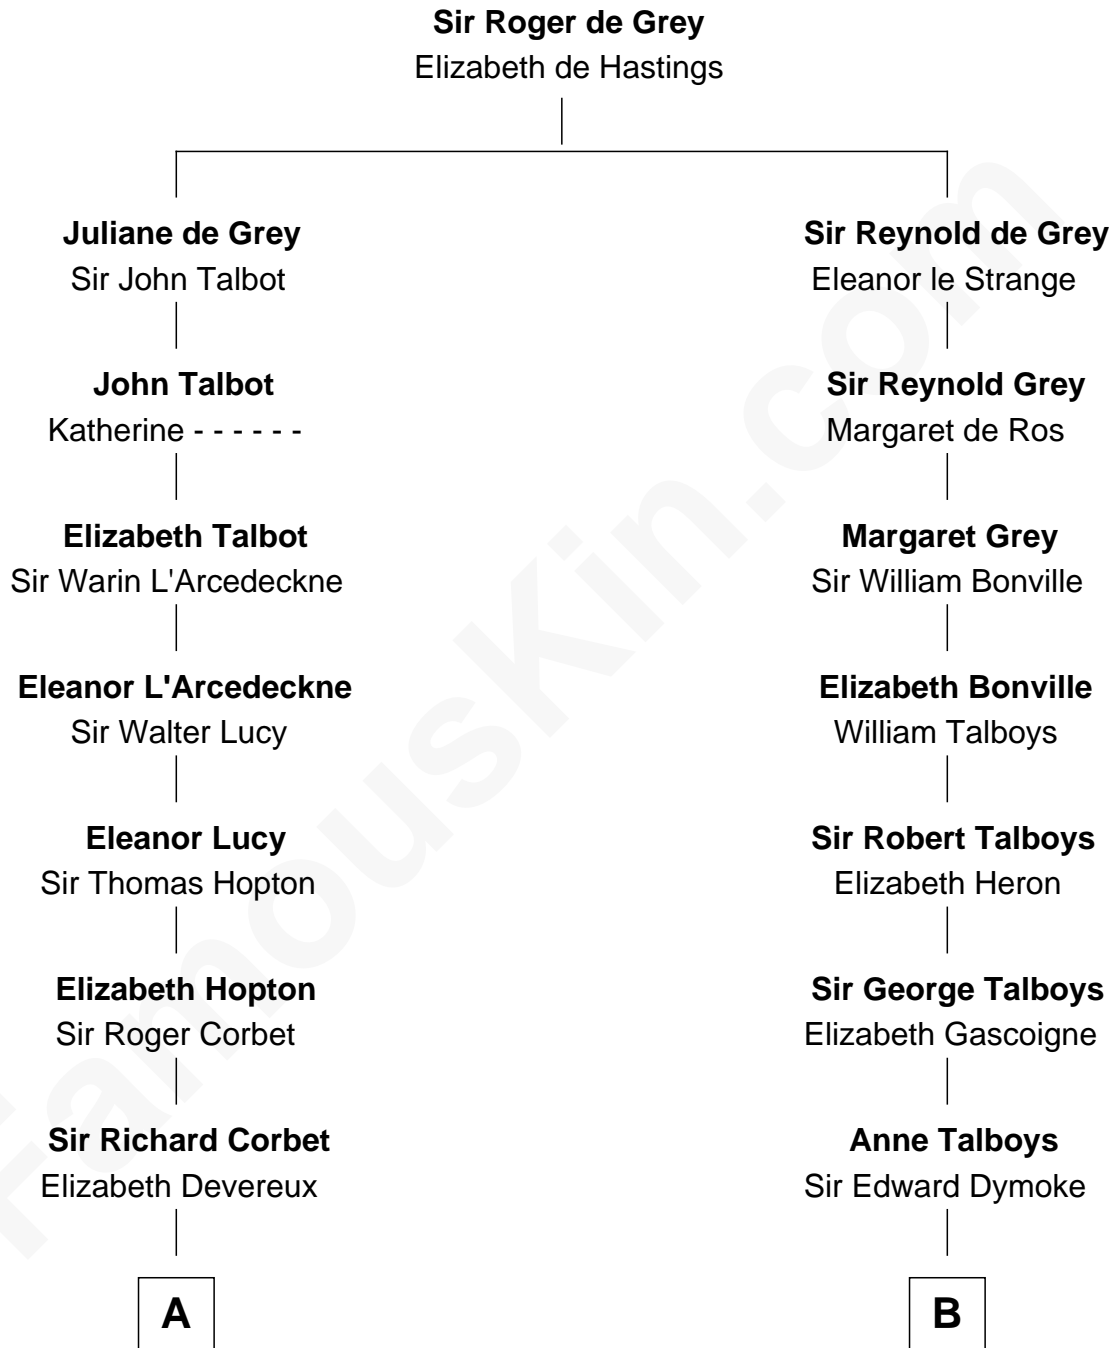 Sir Roger de Grey
Elizabeth de Hastings
Juliane de Grey
Sir John Talbot
John Talbot
Katherine - - - - - -
Elizabeth Talbot
Sir Warin L'Arcedeckne
Eleanor L'Arcedeckne
Sir Walter Lucy
Eleanor Lucy
Sir Thomas Hopton
Elizabeth Hopton
Sir Roger Corbet
Sir Richard Corbet
Elizabeth Devereux
A
Sir Reynold de Grey
Eleanor le Strange
Sir Reynold Grey
Margaret de Ros
Margaret Grey
Sir William Bonville
Elizabeth Bonville
William Talboys
Sir Robert Talboys
Elizabeth Heron
Sir George Talboys
Elizabeth Gascoigne
Anne Talboys
Sir Edward Dymoke
B
FamousKin.com